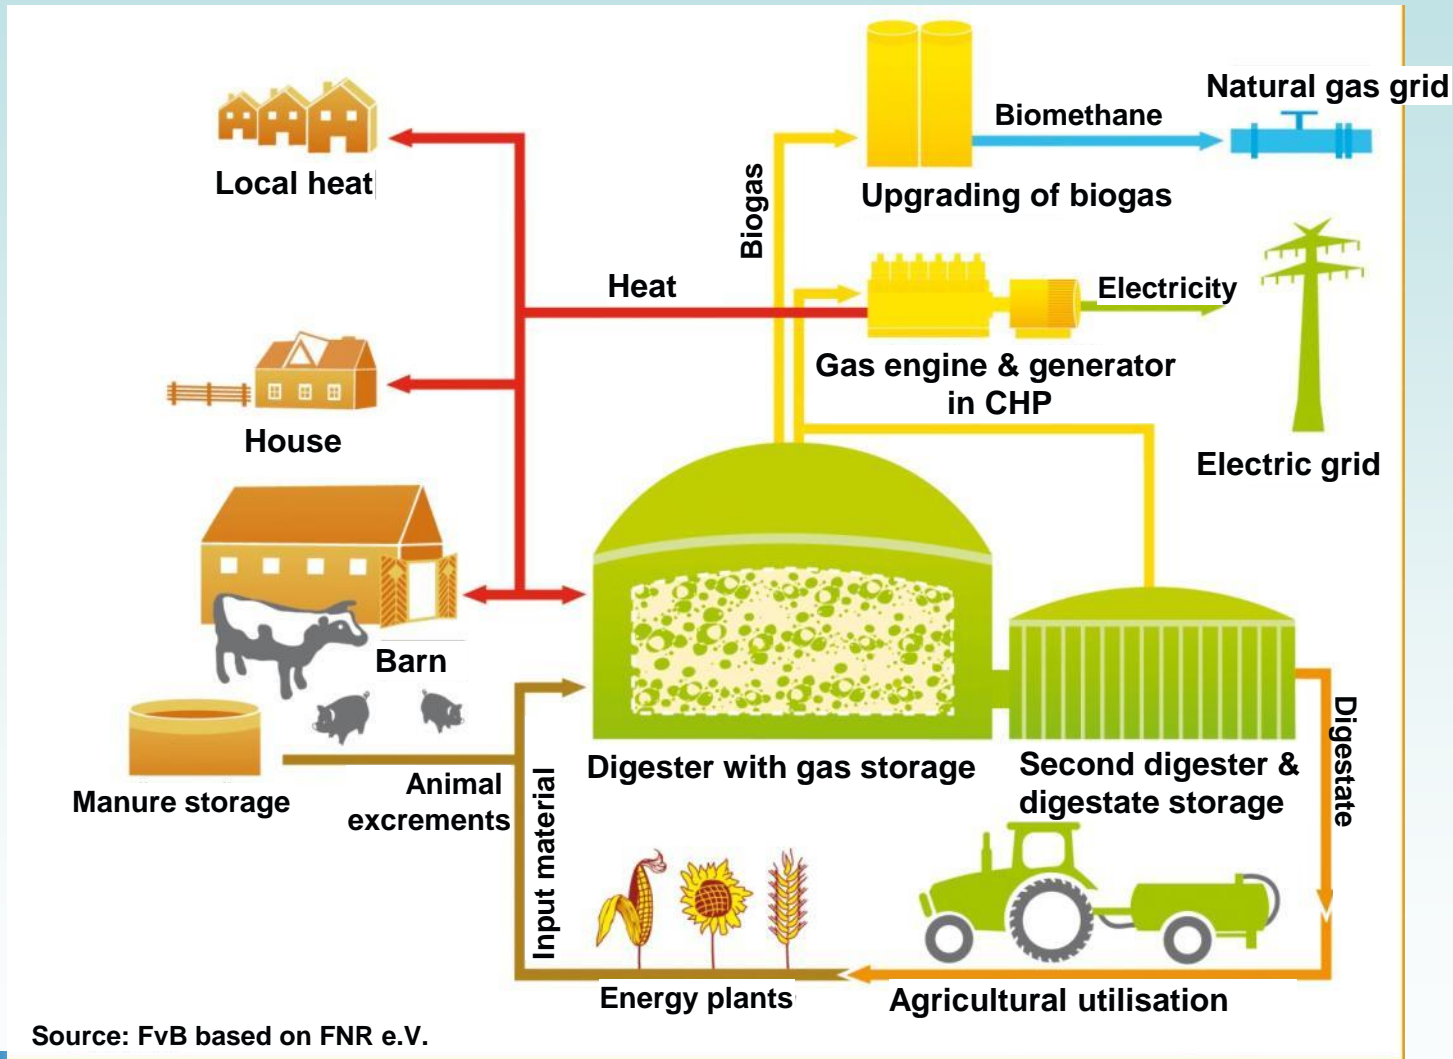 Natural gas grid
Biomethane
Local heat
Upgrading of biogas
Biogas
Heat
Electricity
Gas engine & generator
in CHP
House
Electric grid
Barn
Digester with gas storage
Second digester &
digestate storage
Digestate
Manure storage
Animal
excrements
Input material
Energy plants
Agricultural utilisation
Source: FvB based on FNR e.V.